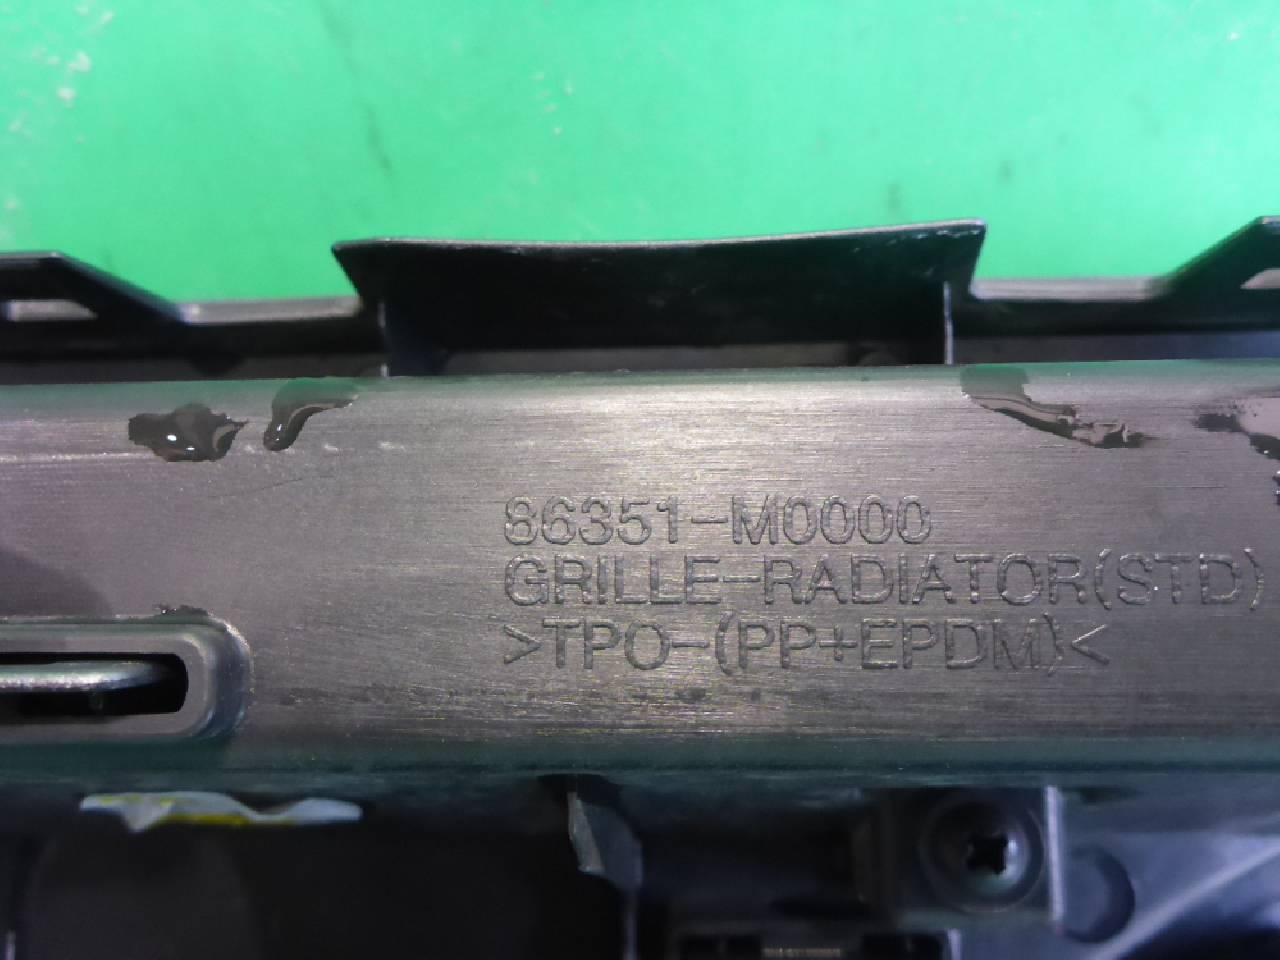 86351-M0000
GRILLE-RADIATOR(STD)
>TPO-(PP+EPDM)<